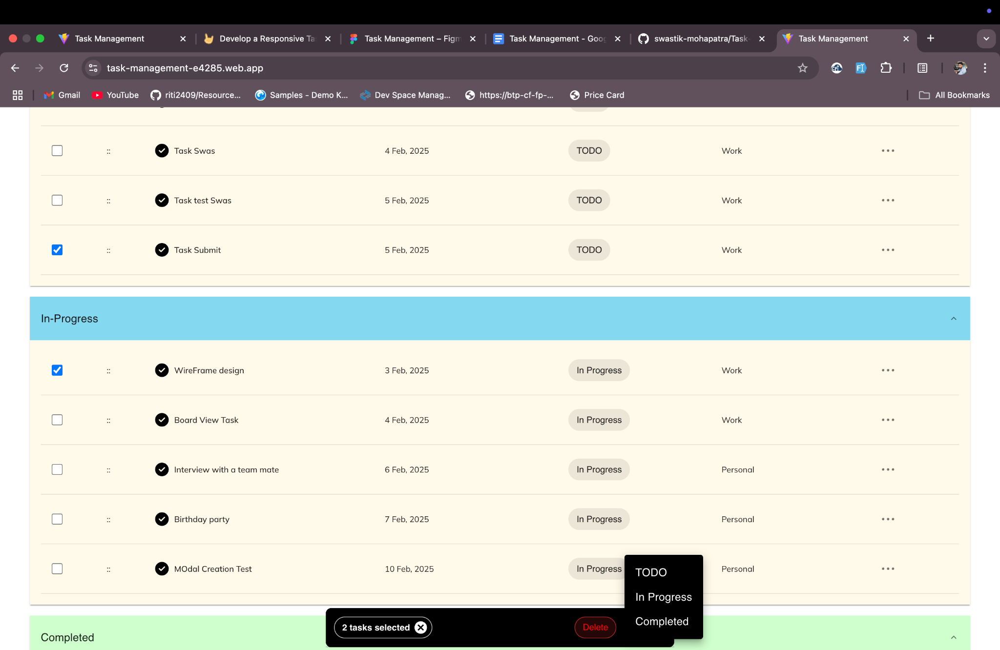 Task Management
Develop a Responsive Ta
Task Management – Figm
Task Management - Goog
swastik-mohapatra/Task-
Task Management
task-management-e4285.web.app
Gmail
YouTube
riti2409/Resource...
Samples - Demo K...
Dev Space Manag...
https://btp-cf-fp-...
Price Card
All Bookmarks
:: Task Swas 4 Feb, 2025 TODO Work ...
:: Task test Swas 5 Feb, 2025 TODO Work ...
:: Task Submit 5 Feb, 2025 TODO Work ...
In-Progress
:: WireFrame design 3 Feb, 2025 In Progress Work ...
:: Board View Task 4 Feb, 2025 In Progress Work ...
:: Interview with a team mate 6 Feb, 2025 In Progress Personal ...
:: Birthday party 7 Feb, 2025 In Progress Personal ...
:: MOdal Creation Test 10 Feb, 2025 In Progress Personal ...
TODO
In Progress
Completed
2 tasks selected
Delete
Completed